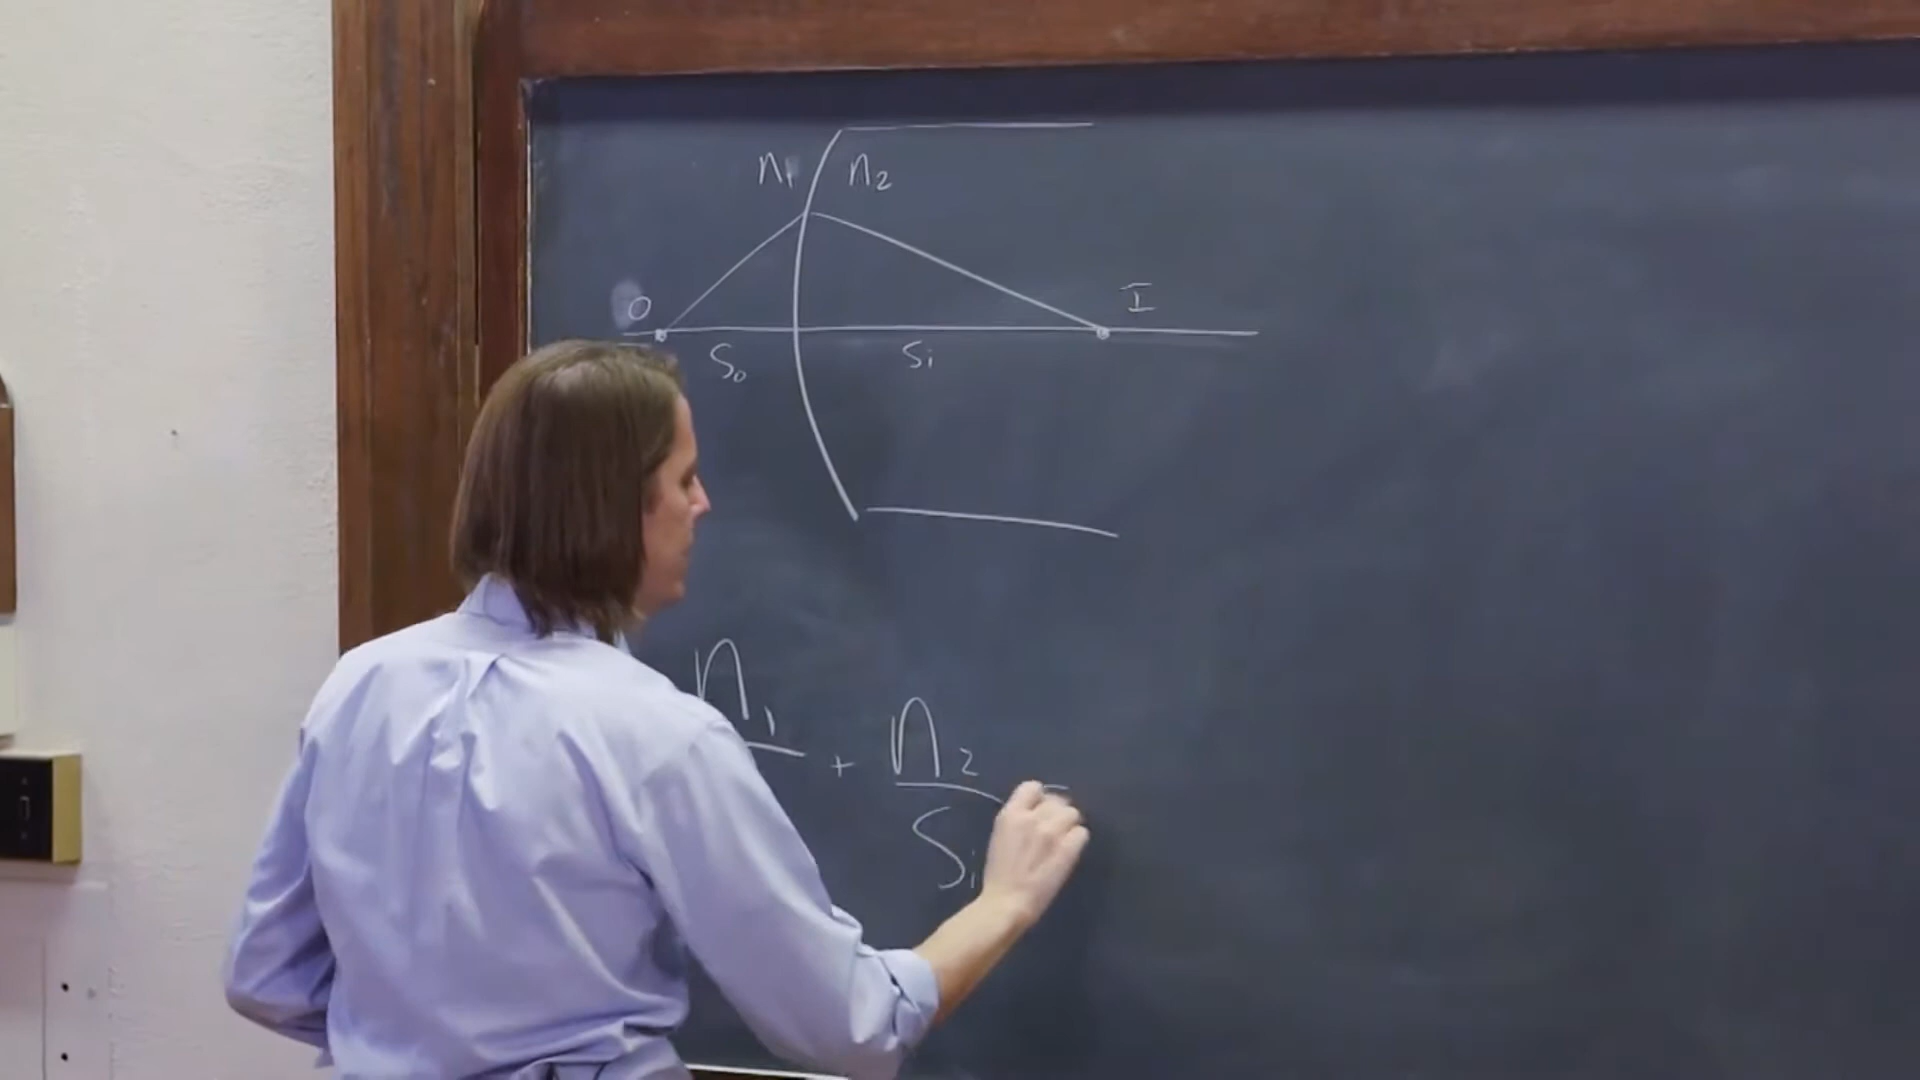 n₁ n₂
O I
S₀ Sᵢ
n₁ + n₂
Sᵢ